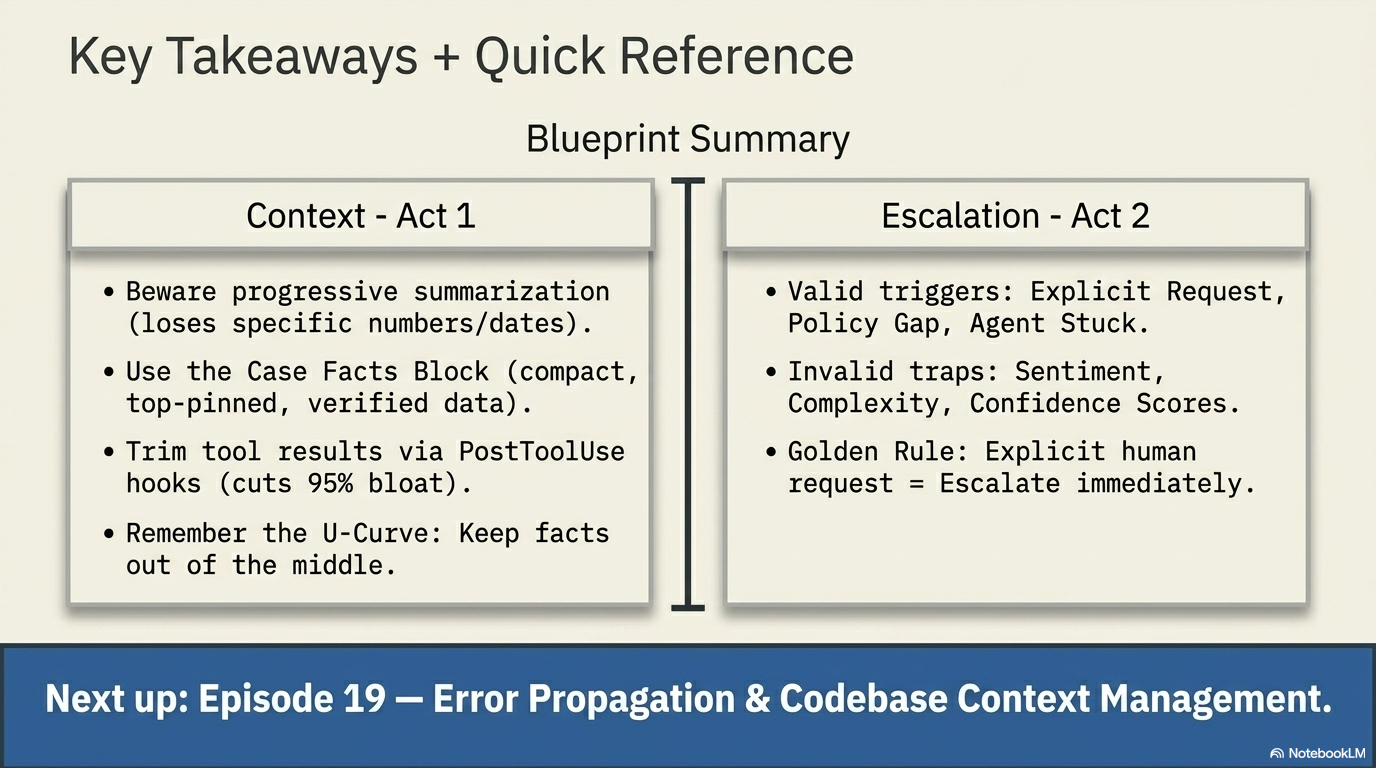 Key Takeaways + Quick Reference
Blueprint Summary
Context - Act 1
• Beware progressive summarization
(loses specific numbers/dates).
• Use the Case Facts Block (compact,
top-pinned, verified data).
• Trim tool results via PostToolUse
hooks (cuts 95% bloat).
• Remember the U-Curve: Keep facts
out of the middle.
Escalation - Act 2
• Valid triggers: Explicit Request,
Policy Gap, Agent Stuck.
• Invalid traps: Sentiment,
Complexity, Confidence Scores.
• Golden Rule: Explicit human
request = Escalate immediately.
Next up: Episode 19 — Error Propagation & Codebase Context Management.
NotebookLM